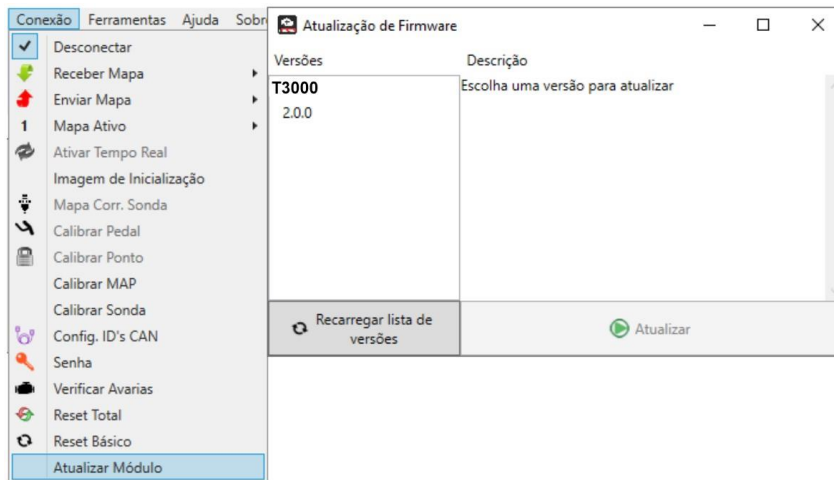 Conexão Ferramentas Ajuda Sobr
Desconectar
Receber Mapa
Enviar Mapa
1 Mapa Ativo
Ativar Tempo Real
Imagem de Inicialização
Mapa Corr. Sonda
Calibrar Pedal
Calibrar Ponto
Calibrar MAP
Calibrar Sonda
Config. ID's CAN
Senha
Verificar Avarias
Reset Total
Reset Básico
Atualizar Módulo
Atualização de Firmware
Versões
Descrição
T3000
2.0.0
Escolha uma versão para atualizar
Recarregar lista de
versões
Atualizar